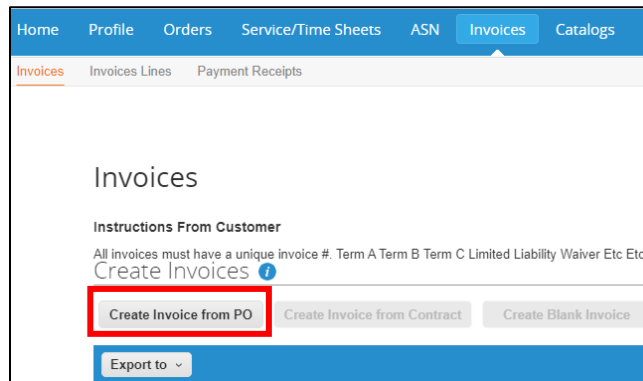 Home Profile Orders Service/Time Sheets ASN Invoices Catalogs
Invoices Invoices Lines Payment Receipts
Invoices
Instructions From Customer
All invoices must have a unique invoice #. Term A Term B Term C Limited Liability Waiver Etc Etc
Create Invoices i
Create Invoice from PO Create Invoice from Contract Create Blank Invoice
Export to